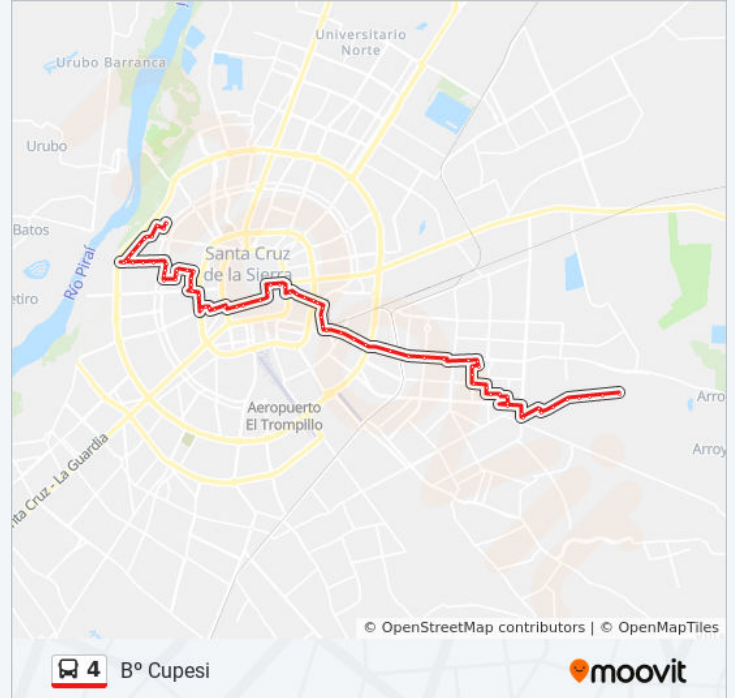 Universitario
Norte
Urubo Barranca
Urubo
Batos
Río Piraí
etiro
Santa Cruz
de la Sierra
Aeropuerto
El Trompillo
Arro
Arroy
ita Cruz - La Guardia
© OpenStreetMap contributors | © OpenMapTiles
4 Bº Cupesi
moovit